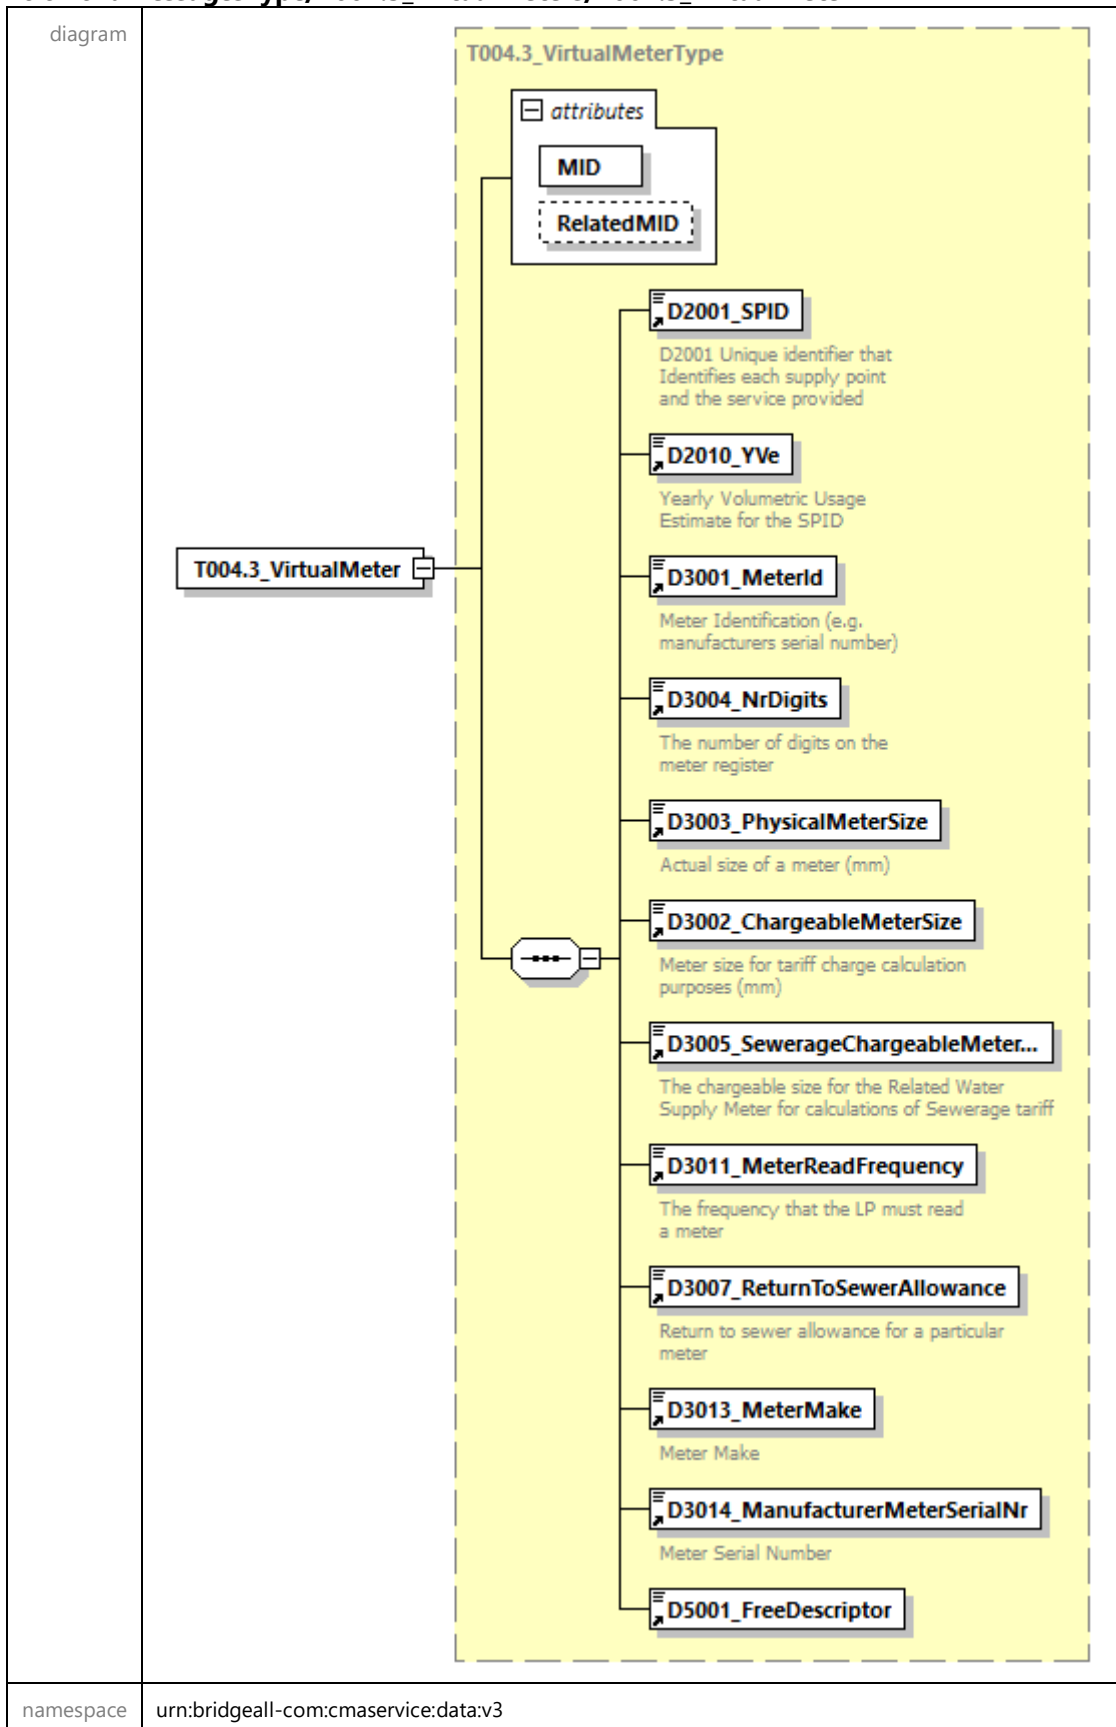 diagram
T004.3_VirtualMeterType
attributes
MID
RelatedMID
D2001_SPID
D2001 Unique identifier that
Identifies each supply point
and the service provided
D2010_YVe
Yearly Volumetric Usage
Estimate for the SPID
T004.3_VirtualMeter
D3001_MeterId
Meter Identification (e.g.
manufacturers serial number)
D3004_NrDigits
The number of digits on the
meter register
D3003_PhysicalMeterSize
Actual size of a meter (mm)
D3002_ChargeableMeterSize
Meter size for tariff charge calculation
purposes (mm)
D3005_SewerageChargeableMeter...
The chargeable size for the Related Water
Supply Meter for calculations of Sewerage tariff
D3011_MeterReadFrequency
The frequency that the LP must read
a meter
D3007_ReturnToSewerAllowance
Return to sewer allowance for a particular
meter
D3013_MeterMake
Meter Make
D3014_ManufacturerMeterSerialNr
Meter Serial Number
D5001_FreeDescriptor
namespace
urn:bridgeall-com:cmaservice:data:v3